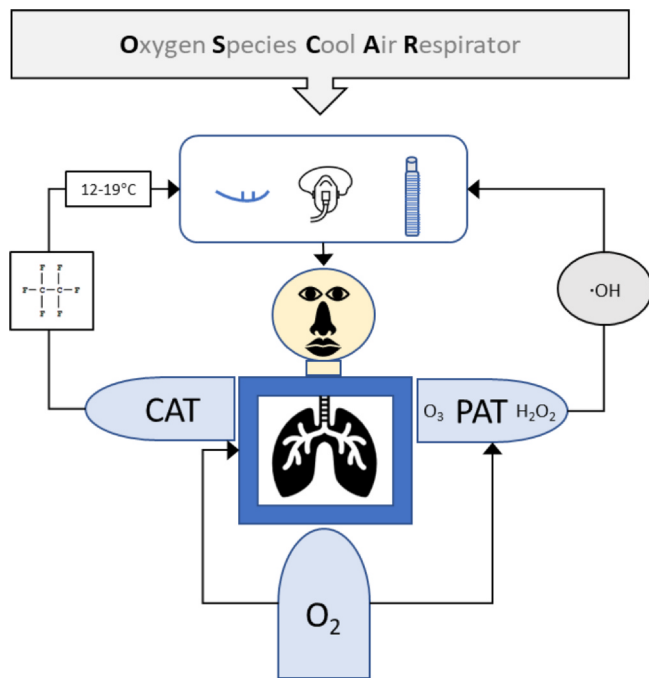 Oxygen Species Cool Air Respirator
12-19°C
F F
F—C—C—F
F F
·OH
CAT
O₃ PAT H₂O₂
O₂